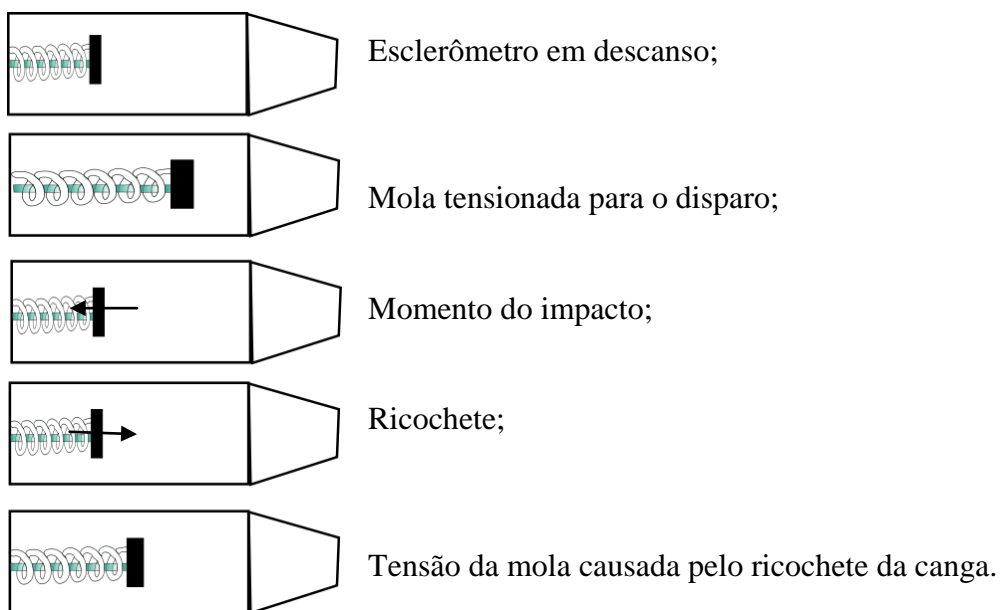 Esclerômetro em descanso;
Mola tensionada para o disparo;
Momento do impacto;
Ricochete;
Tensão da mola causada pelo ricochete da canga.